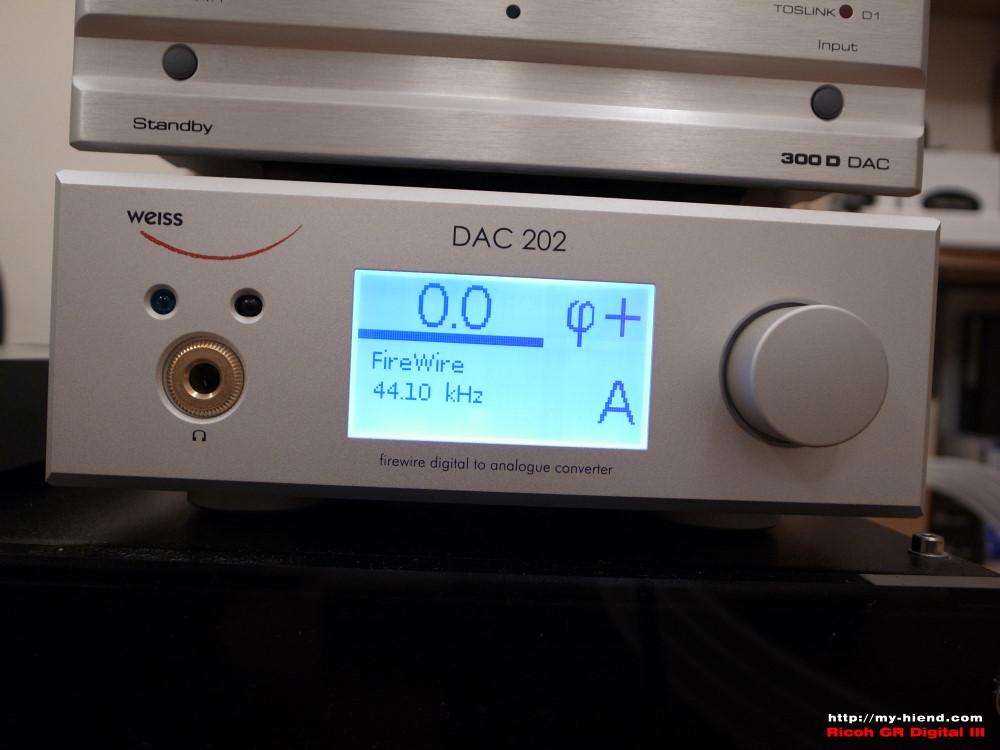 TOSLINK D1
Input
Standby
300 D DAC
weiss
DAC 202
0.0
φ +
FireWire
44.10 kHz
A
firewire digital to analogue converter
http://my-hiend.com
Ricoh GR Digital III